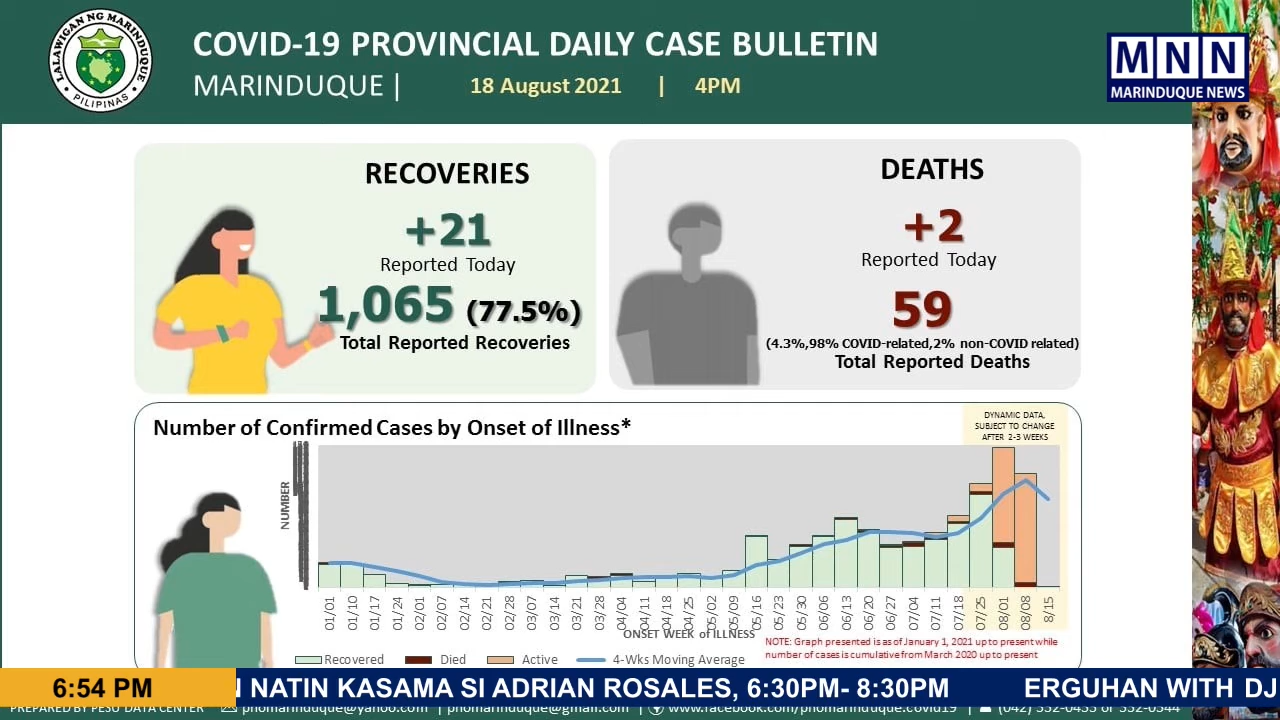 LALAWIGAN NG MARINDUQUE
PILIPINAS
COVID-19 PROVINCIAL DAILY CASE BULLETIN
MARINDUQUE | 18 August 2021 | 4PM
MNN
MARINDUQUE NEWS
RECOVERIES
+21
Reported Today
1,065 (77.5%)
Total Reported Recoveries
DEATHS
+2
Reported Today
59
(4.3%,98% COVID-related,2% non-COVID related)
Total Reported Deaths
Number of Confirmed Cases by Onset of Illness*
DYNAMIC DATA,
SUBJECT TO CHANGE
AFTER 2-3 WEEKS
NUMBER
01/01 01/10 01/17 01/24 02/01 02/07 02/14 02/21 02/28 03/07 03/14 03/21 03/28 04/04 04/11 04/18 04/25 05/02 05/09 05/16 05/23 05/30 06/06 06/13 06/20 06/27 07/04 07/11 07/18 07/25 08/01 08/08 8/15
ONSET WEEK of ILLNESS
NOTE: Graph presented is as of January 1, 2021 up to present while
number of cases is cumulative from March 2020 up to present
Recovered Died Active 4-Wks Moving Average
6:54 PM
N NATIN KASAMA SI ADRIAN ROSALES, 6:30PM- 8:30PM ERGUHAN WITH DJ
PREPARED BY PESU DATA CENTER phomarinduque@yahoo.com | phomarinduque@gmail.com | www.facebook.com/phomarinduque.covid19 | (042) 332-0435 or 332-0344